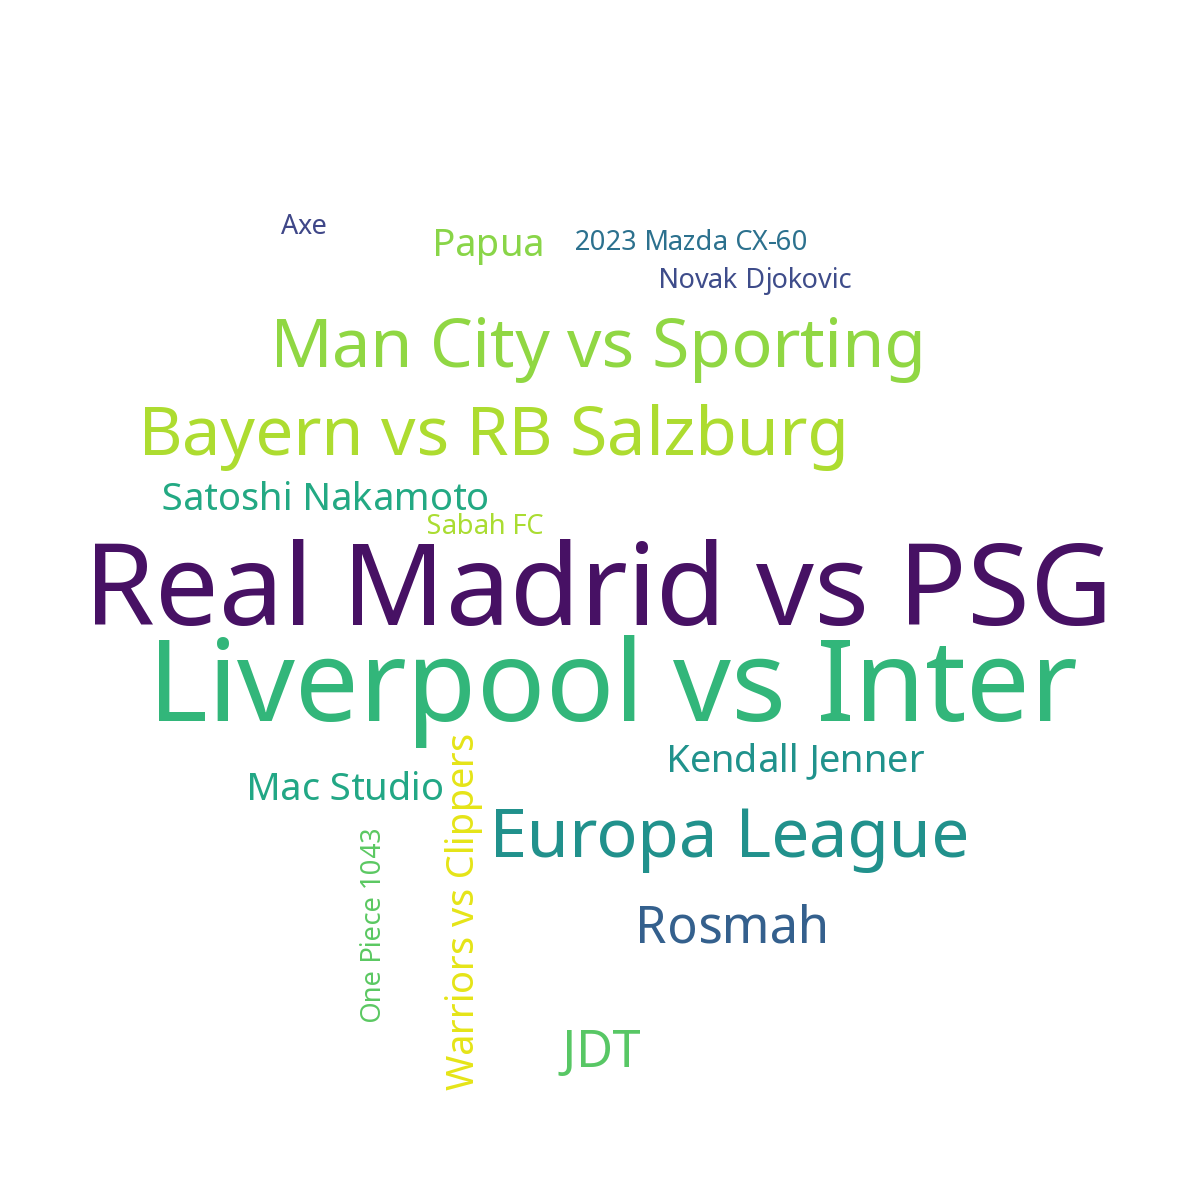 Axe
Papua
2023 Mazda CX-60
Novak Djokovic
Man City vs Sporting
Bayern vs RB Salzburg
Satoshi Nakamoto
Sabah FC
Real Madrid vs PSG
Liverpool vs Inter
Kendall Jenner
Mac Studio
Warriors vs Clippers
Europa League
One Piece 1043
Rosmah
JDT